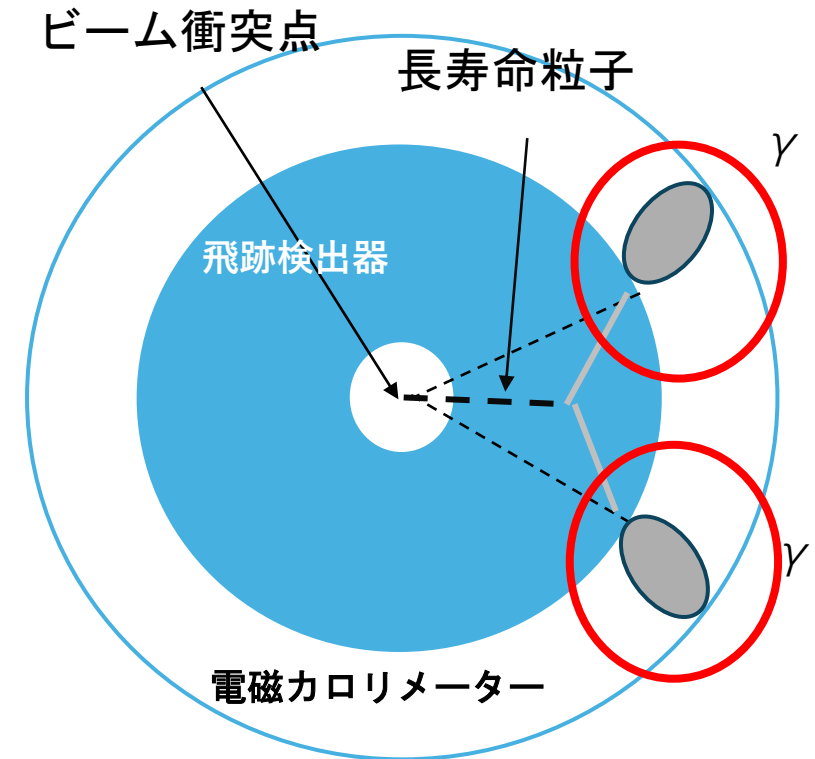 ビーム衝突点
長寿命粒子
γ
飛跡検出器
γ
電磁カロリメーター